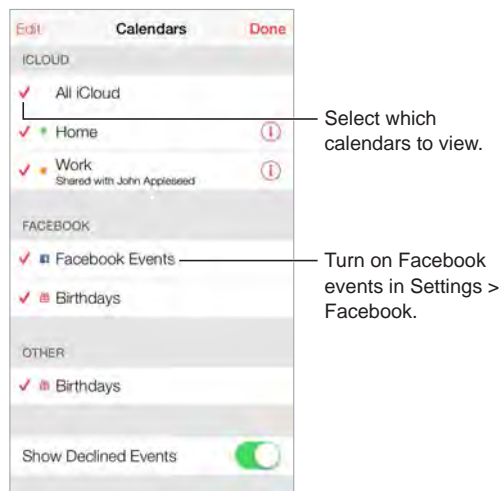 Edit Calendars Done
ICLOUD
All iCloud
Home
Work
Shared with John Appleseed
Select which
calendars to view.
FACEBOOK
Facebook Events
Birthdays
Turn on Facebook
events in Settings >
Facebook.
OTHER
Birthdays
Show Declined Events